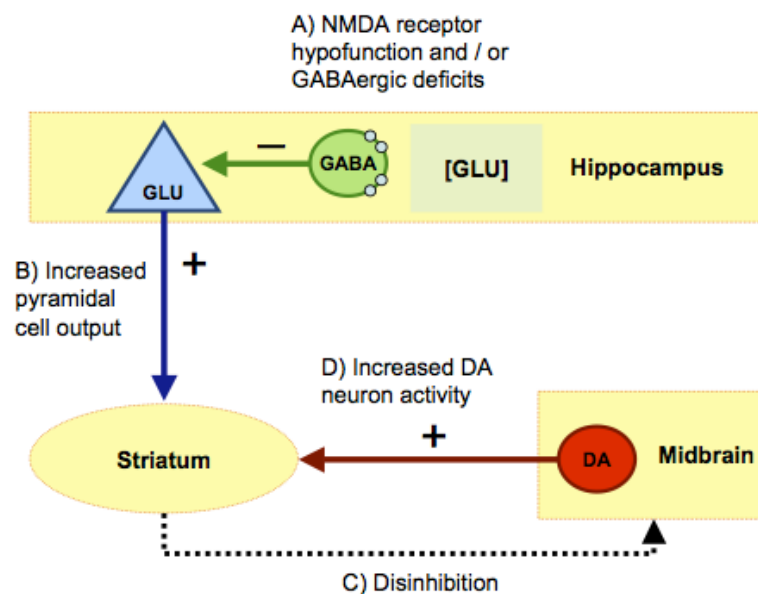 A) NMDA receptor
hypofunction and / or
GABAergic deficits
–
GABA
[GLU]
Hippocampus
GLU
B) Increased
pyramidal
cell output
+
D) Increased DA
neuron activity
+
Striatum
DA
Midbrain
C) Disinhibition